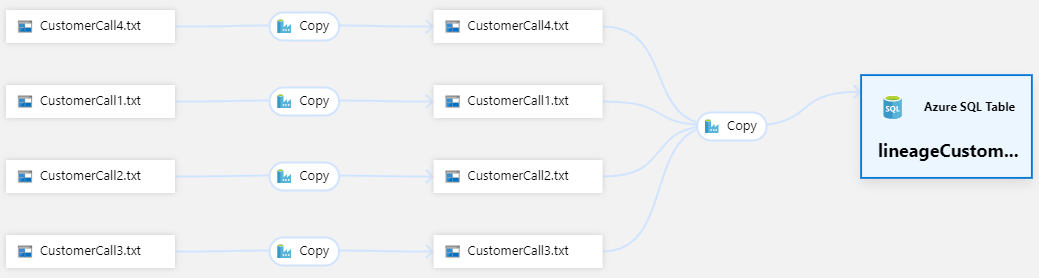 CustomerCall4.txt
Copy
CustomerCall4.txt
CustomerCall1.txt
Copy
CustomerCall1.txt
SQL
Azure SQL Table
Copy
lineageCustom...
CustomerCall2.txt
Copy
CustomerCall2.txt
CustomerCall3.txt
Copy
CustomerCall3.txt